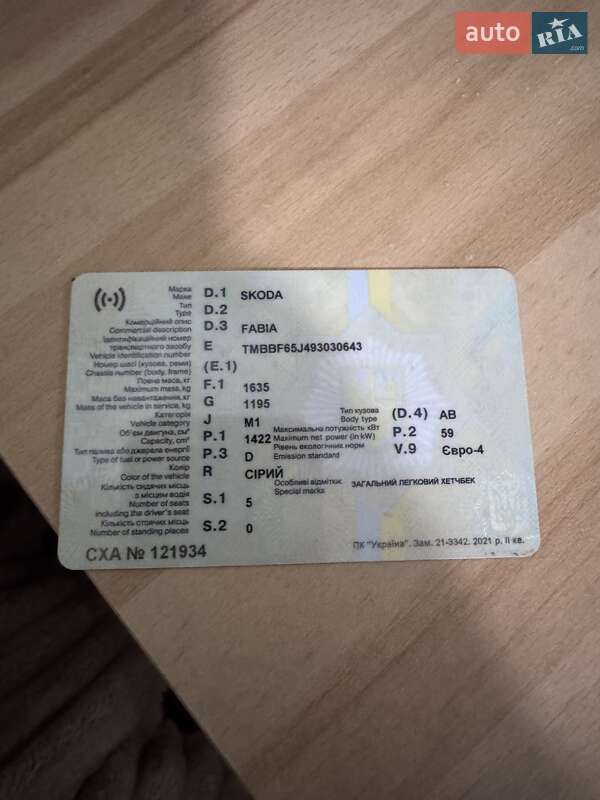 auto RIA.com
Марка D.1 SKODA
Make
Тип D.2
Type
Комерційний опис D.3 FABIA
Commercial description
Ідентифікаційний номер
транспортного засобу E TMBBF65J493030643
Vehicle identification number
Номер шасі (кузова, рами) (E.1)
Chassis number (body, frame)
Повна маса, кг F.1 1635
Maximum mass, kg
Маса без навантаження, кг G 1195
Mass of the vehicle in service, kg
Категорія J M1 Тип кузова (D.4) AB
Vehicle category Body type
Об'єм двигуна, см³ P.1 1422 Максимальна потужність кВт P.2 59
Capacity, cm³ Maximum net power (in kW)
Тип палива або джерела енергії P.3 D Рівень екологічних норм V.9 Євро-4
Type of fuel or power source Emission standard
Колір R СІРИЙ Особливі відмітки ЗАГАЛЬНИЙ ЛЕГКОВИЙ ХЕТЧБЕК
Color of the vehicle Special marks
Кількість сидячих місць
з місцем водія S.1 5
Number of seats
including the driver's seat
Кількість стоячих місць S.2 0
Number of standing places
СХА № 121934 ПК "Україна". Зам. 21-3342. 2021 р. II кв.